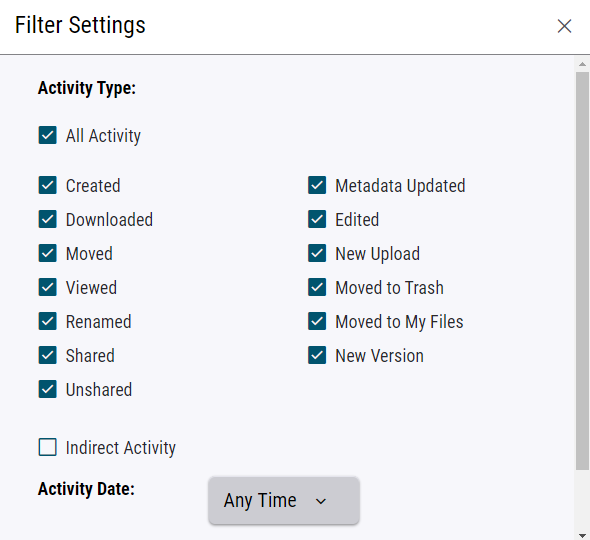 Filter Settings
Activity Type:
All Activity
Created
Downloaded
Moved
Viewed
Renamed
Shared
Unshared
Metadata Updated
Edited
New Upload
Moved to Trash
Moved to My Files
New Version
Indirect Activity
Activity Date:
Any Time